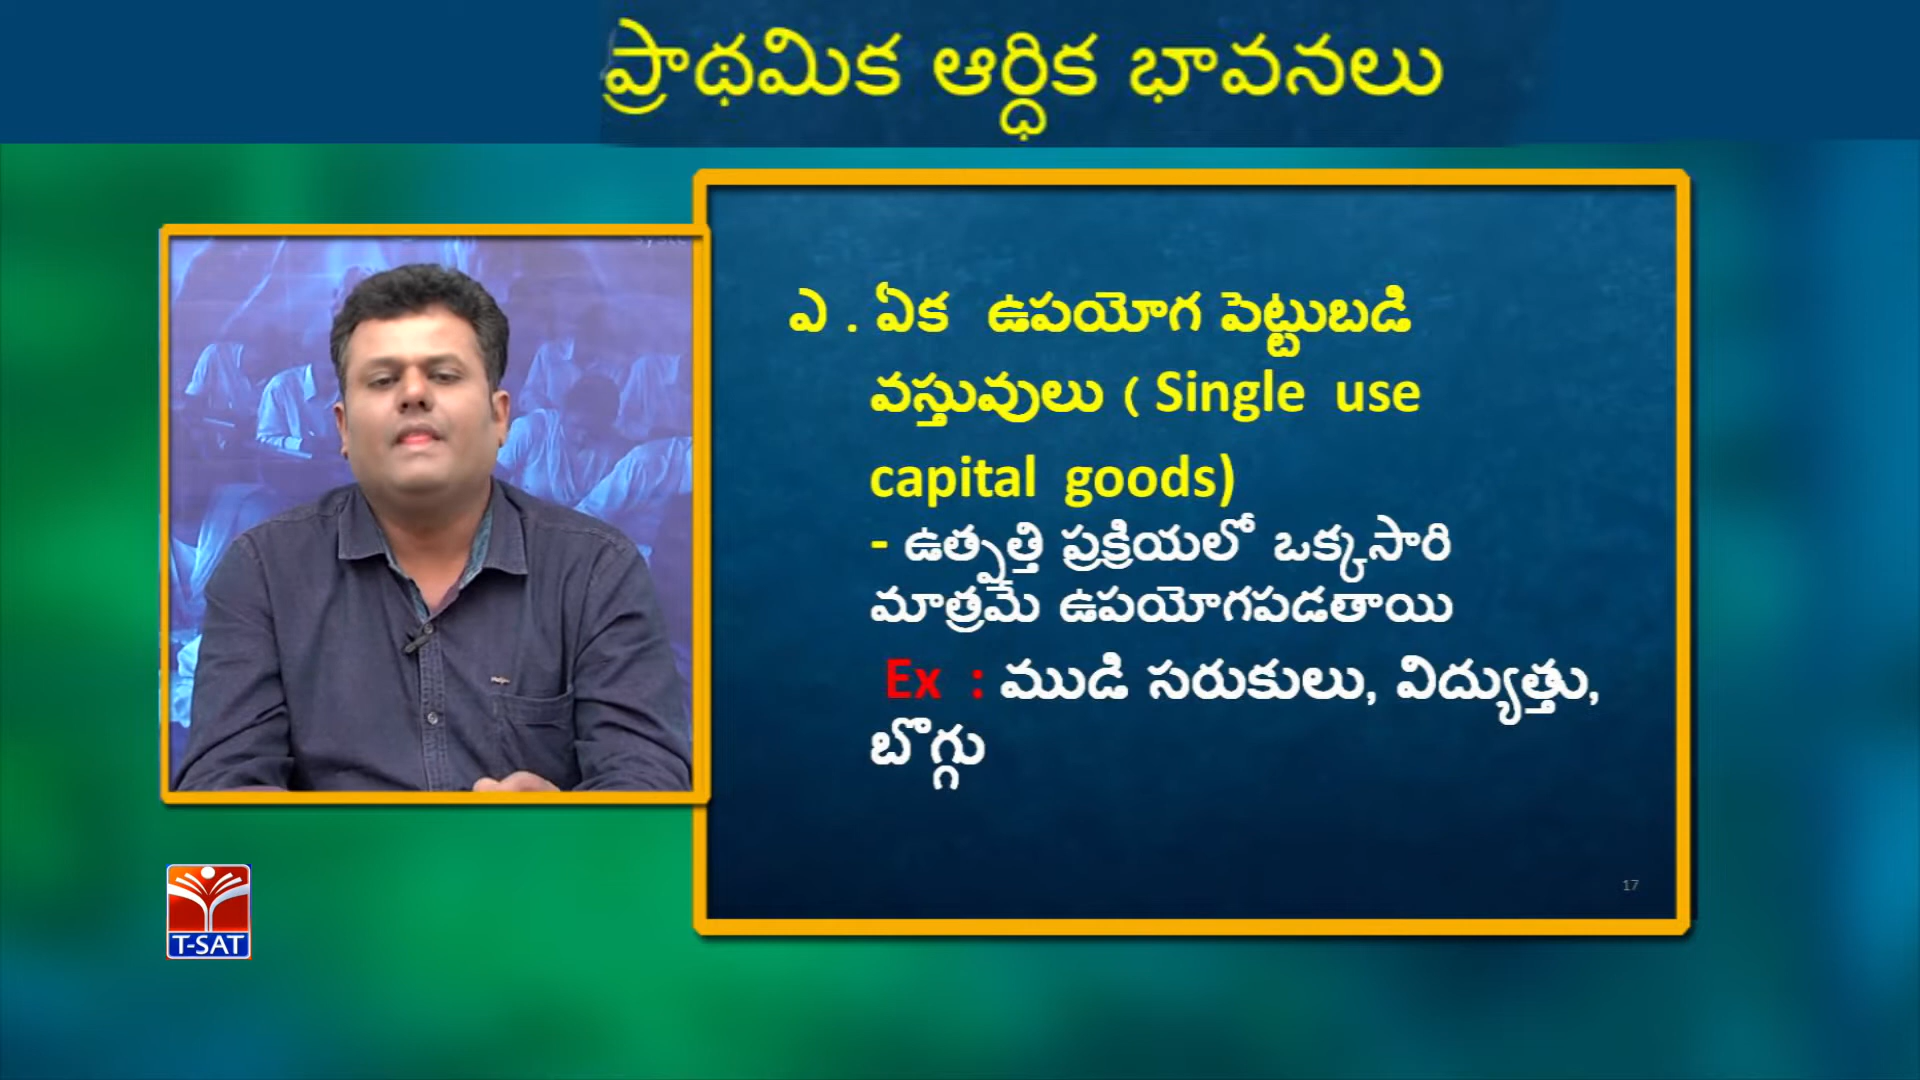 ప్రాథమిక ఆర్ధిక భావనలు
ఎ . ఏక ఉపయోగ పెట్టుబడి
వస్తువులు ( Single use
capital goods)
- ఉత్పత్తి ప్రక్రియలో ఒక్కసారి
మాత్రమే ఉపయోగపడతాయి
Ex : ముడి సరుకులు, విద్యుత్తు,
బొగ్గు
17
T-SAT